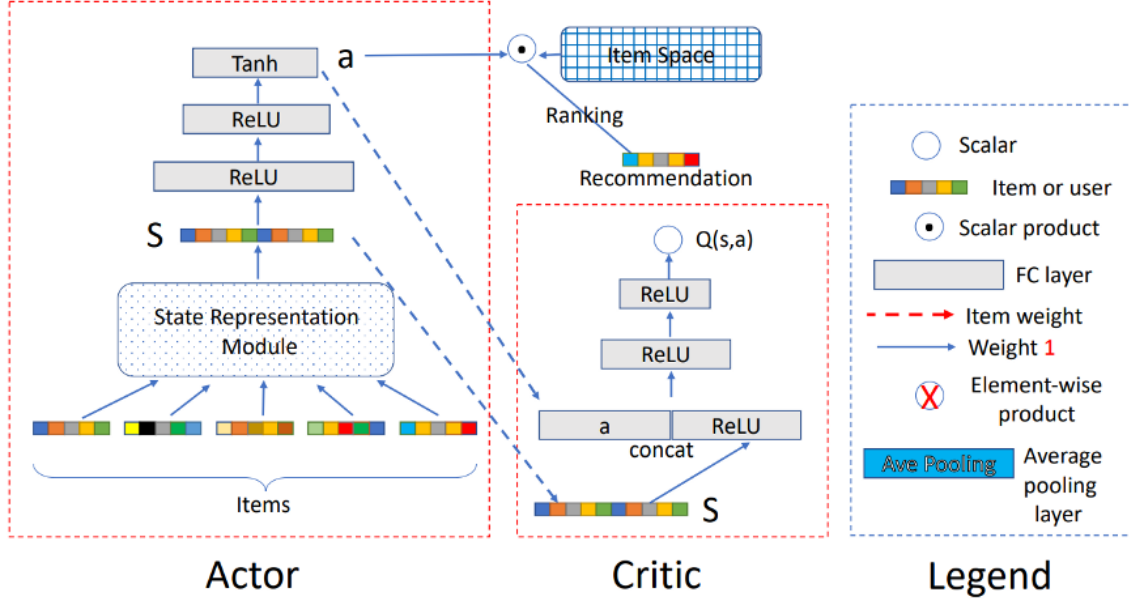 Tanh
a
Item Space
ReLU
Ranking
ReLU
Recommendation
S
State Representation
Module
Items
Q(s,a)
ReLU
ReLU
a
ReLU
concat
S
Scalar
Item or user
Scalar product
FC layer
Item weight
Weight 1
X
Element-wise
product
Ave Pooling
Average
pooling
layer
Actor
Critic
Legend